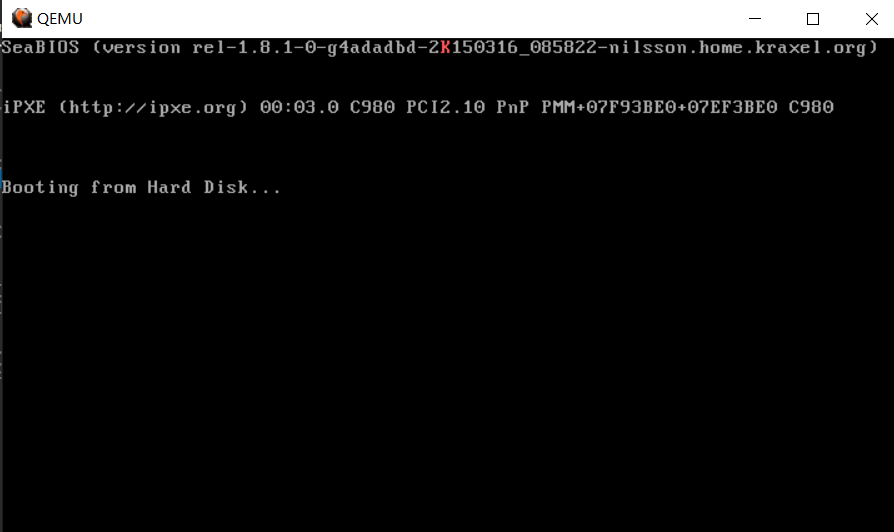 QEMU
SeaBIOS (version rel-1.8.1-0-g4adadbd-2K150316_085822-nilsson.home.kraxel.org)
iPXE (http://ipxe.org) 00:03.0 C980 PCI2.10 PnP PMM+07F93BE0+07EF3BE0 C980
Booting from Hard Disk...